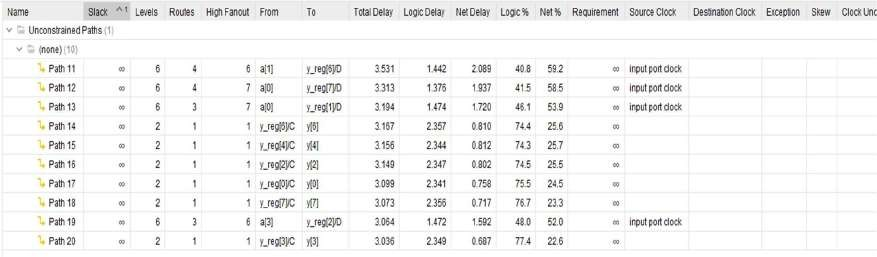 Name Slack ^1 Levels Routes High Fanout From To Total Delay Logic Delay Net Delay Logic % Net % Requirement Source Clock Destination Clock Exception Skew Clock Unc
Unconstrained Paths (1)
(none) (10)
Path 11 ∞ 6 4 6 a[1] y_reg[6]/D 3.531 1.442 2.089 40.8 59.2 ∞ input port clock
Path 12 ∞ 6 4 7 a[0] y_reg[7]/D 3.313 1.376 1.937 41.5 58.5 ∞ input port clock
Path 13 ∞ 6 3 7 a[0] y_reg[1]/D 3.194 1.474 1.720 46.1 53.9 ∞ input port clock
Path 14 ∞ 2 1 1 y_reg[6]/C y[6] 3.167 2.357 0.810 74.4 25.6 ∞
Path 15 ∞ 2 1 1 y_reg[4]/C y[4] 3.156 2.344 0.812 74.3 25.7 ∞
Path 16 ∞ 2 1 1 y_reg[2]/C y[2] 3.149 2.347 0.802 74.5 25.5 ∞
Path 17 ∞ 2 1 1 y_reg[0]/C y[0] 3.099 2.341 0.758 75.5 24.5 ∞
Path 18 ∞ 2 1 1 y_reg[7]/C y[7] 3.073 2.356 0.717 76.7 23.3 ∞
Path 19 ∞ 6 3 6 a[3] y_reg[2]/D 3.064 1.472 1.592 48.0 52.0 ∞ input port clock
Path 20 ∞ 2 1 1 y_reg[3]/C y[3] 3.036 2.349 0.687 77.4 22.6 ∞